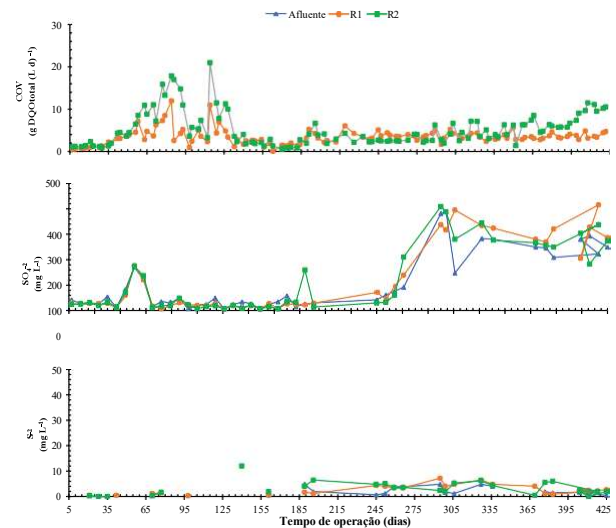 Afluente R1 R2
30
20
10
0
COV
(g DQOtotal (L d)⁻¹)
500
400
300
200
100
0
SO₄⁻²
(mg L⁻¹)
50
40
30
20
10
0
S⁻²
(mg L⁻¹)
5 35 65 95 125 155 185 215 245 275 305 335 365 395 425
Tempo de operação (dias)